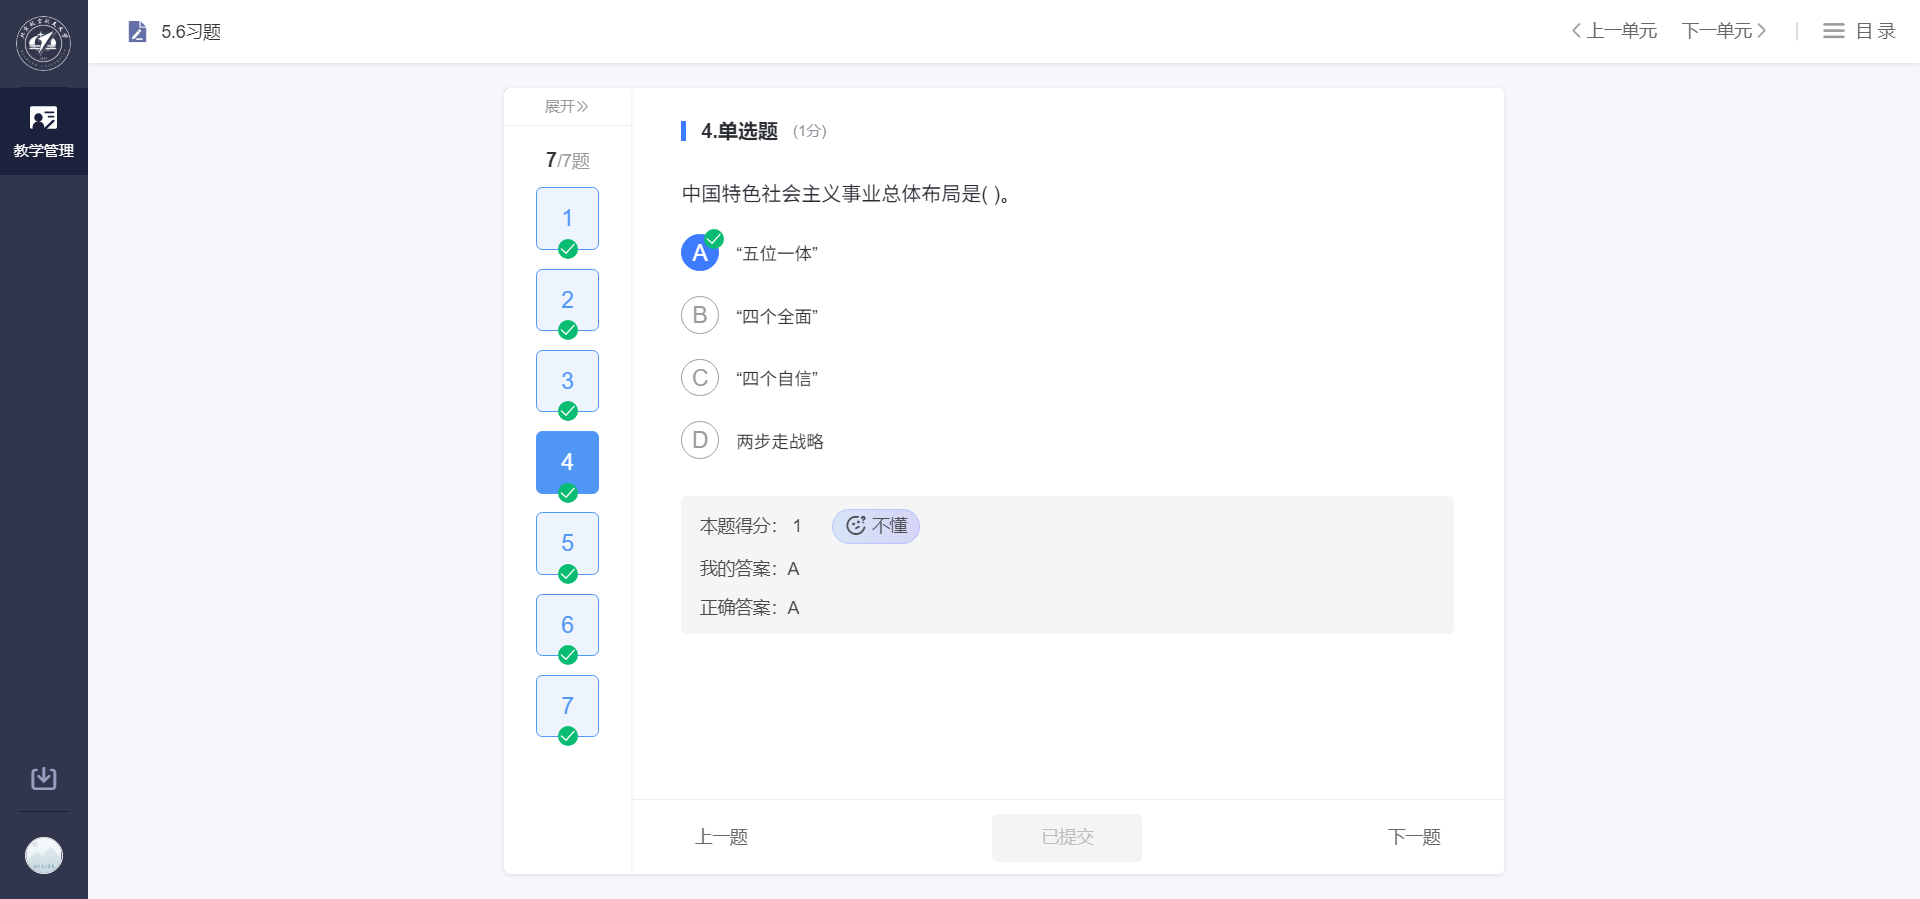 5.6习题
上一单元
下一单元
目录
教学管理
展开
7/7题
1
2
3
4
5
6
7
4.单选题 (1分)
中国特色社会主义事业总体布局是( )。
A “五位一体”
B “四个全面”
C “四个自信”
D 两步走战略
本题得分： 1 不懂
我的答案：A
正确答案：A
上一题
已提交
下一题